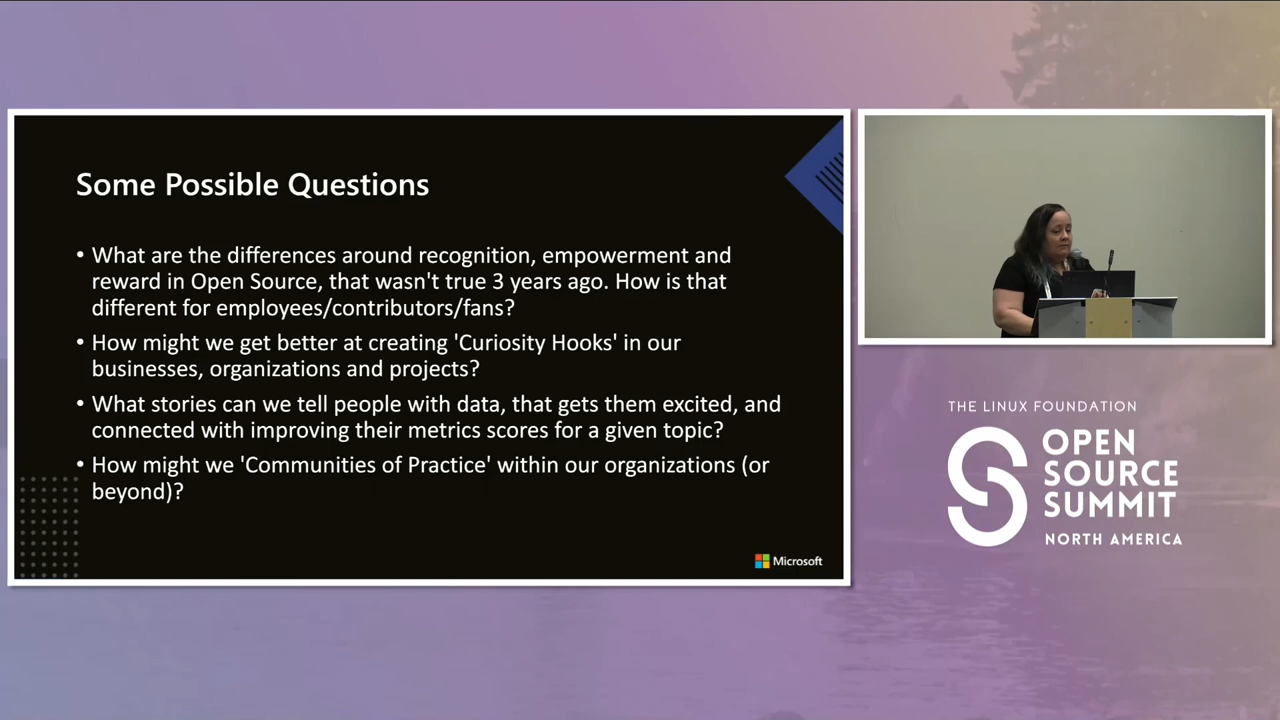 Some Possible Questions
• What are the differences around recognition, empowerment and
reward in Open Source, that wasn't true 3 years ago. How is that
different for employees/contributors/fans?
• How might we get better at creating 'Curiosity Hooks' in our
businesses, organizations and projects?
• What stories can we tell people with data, that gets them excited, and
connected with improving their metrics scores for a given topic?
• How might we 'Communities of Practice' within our organizations (or
beyond)?
Microsoft
THE LINUX FOUNDATION
OPEN
SOURCE
SUMMIT
NORTH AMERICA